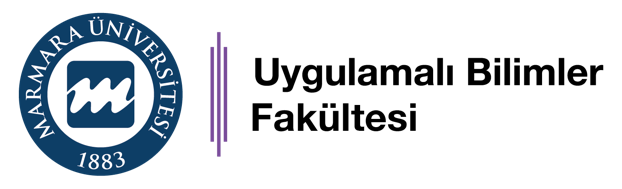 MARMARA ÜNİVERSİTESİ
1883
Uygulamalı Bilimler
Fakültesi